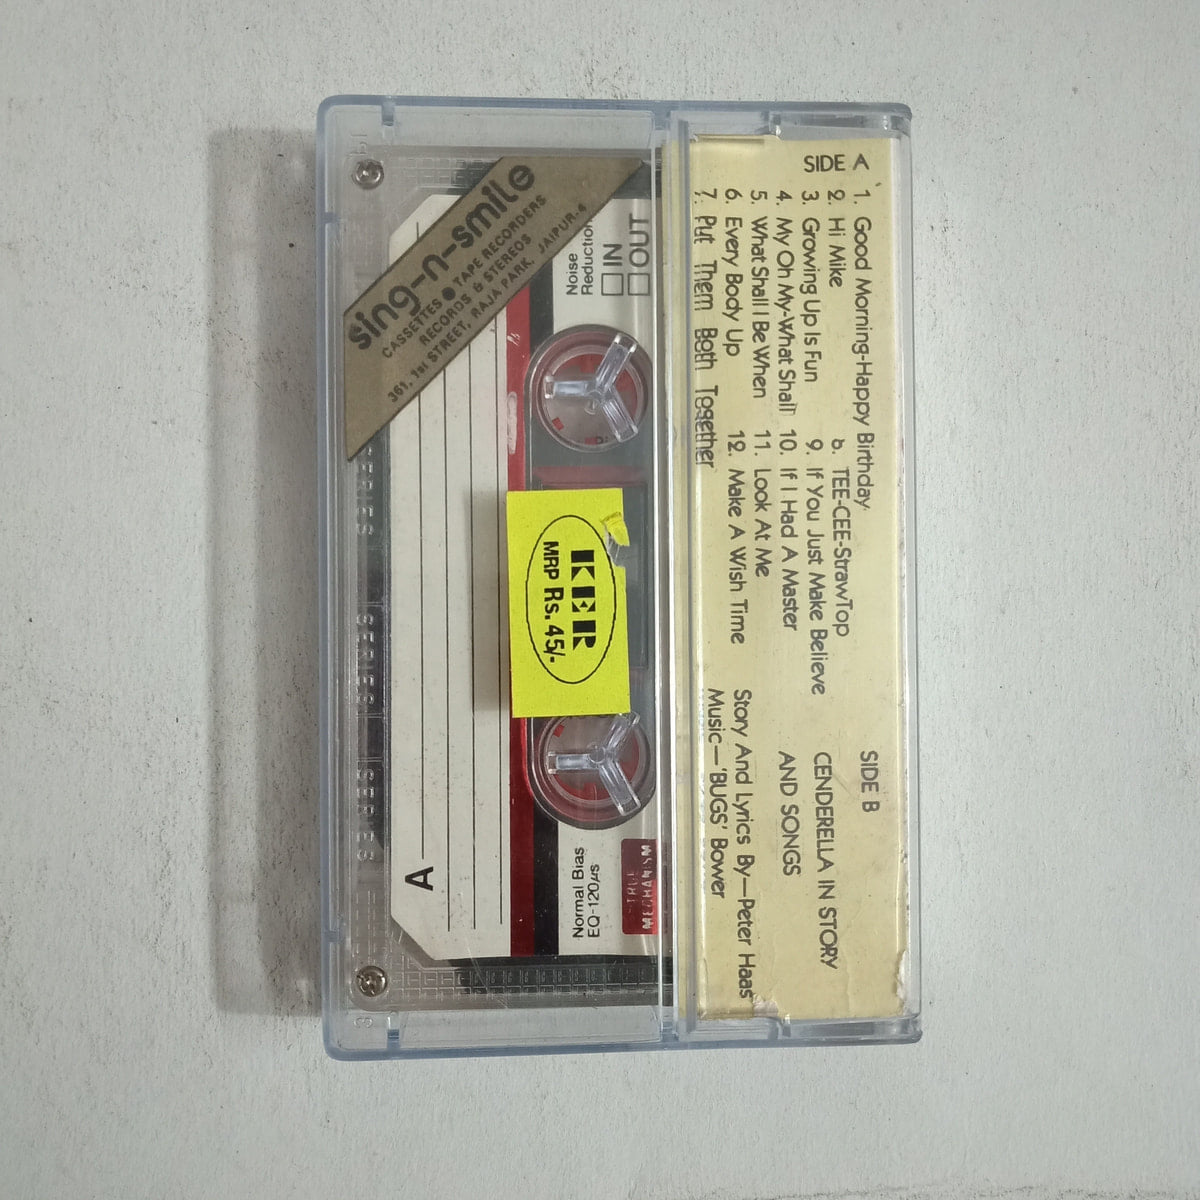 SIDE A
1. Good Morning-Happy Birthday
2. Hi Mike
3. Growing Up Is Fun
4. My Oh My-What Shall
5. What Shall I Be When
6. Every Body Up
7. Put Them Both Together
b. TEE-CEE-StrawTop
9. If You Just Make Believe
10. If I Had A Master
11. Look At Me
12. Make A Wish Time
SIDE B
CENDERELLA IN STORY
AND SONGS
Story And Lyrics By—Peter Haas
Music—'BUGS' Bower
OUT
IN
Noise
Reduction
sing-n-smile
CASSETTES ● TAPE RECORDERS
RECORDS & STEREOS
361, 1st STREET, RAJA PARK, JAIPUR-4
KER
MRP Rs. 45/-
A
Normal Bias
EQ-120µs
MECHANISM
SERIES
SERIES
SERIES